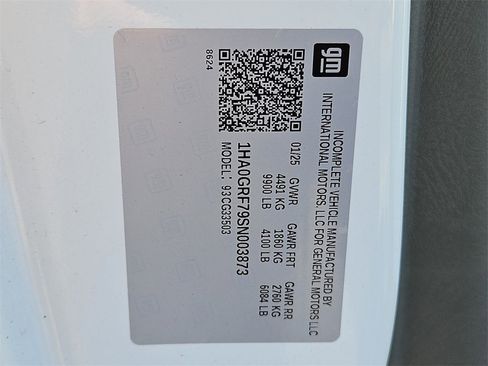 gm
INCOMPLETE VEHICLE MANUFACTURED BY
INTERNATIONAL MOTORS, LLC FOR GENERAL MOTORS LLC
01/25 GVWR GAWR FRT GAWR RR
4491 KG 1860 KG 2760 KG
9900 LB 4100 LB 6084 LB
1HA0GRF79SN003873
MODEL: 93CG33503
8624